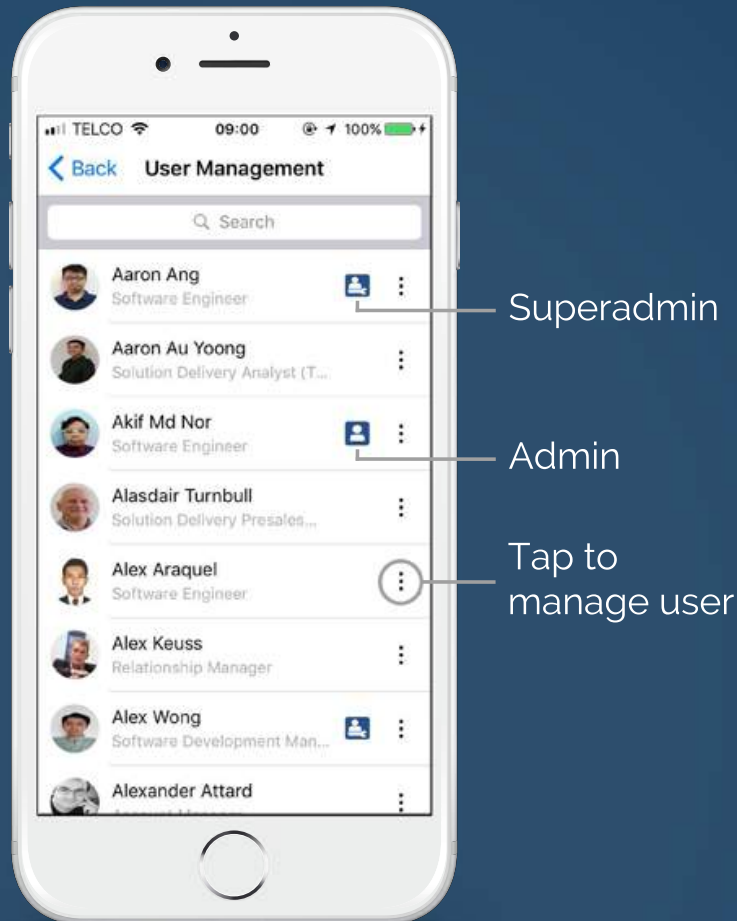 TELCO 09:00 100%
Back User Management
Search
Aaron Ang
Software Engineer
Superadmin
Aaron Au Yoong
Solution Delivery Analyst (T...
Akif Md Nor
Software Engineer
Admin
Alasdair Turnbull
Solution Delivery Presales...
Alex Araquel
Software Engineer
Tap to
manage user
Alex Keuss
Relationship Manager
Alex Wong
Software Development Man...
Alexander Attard